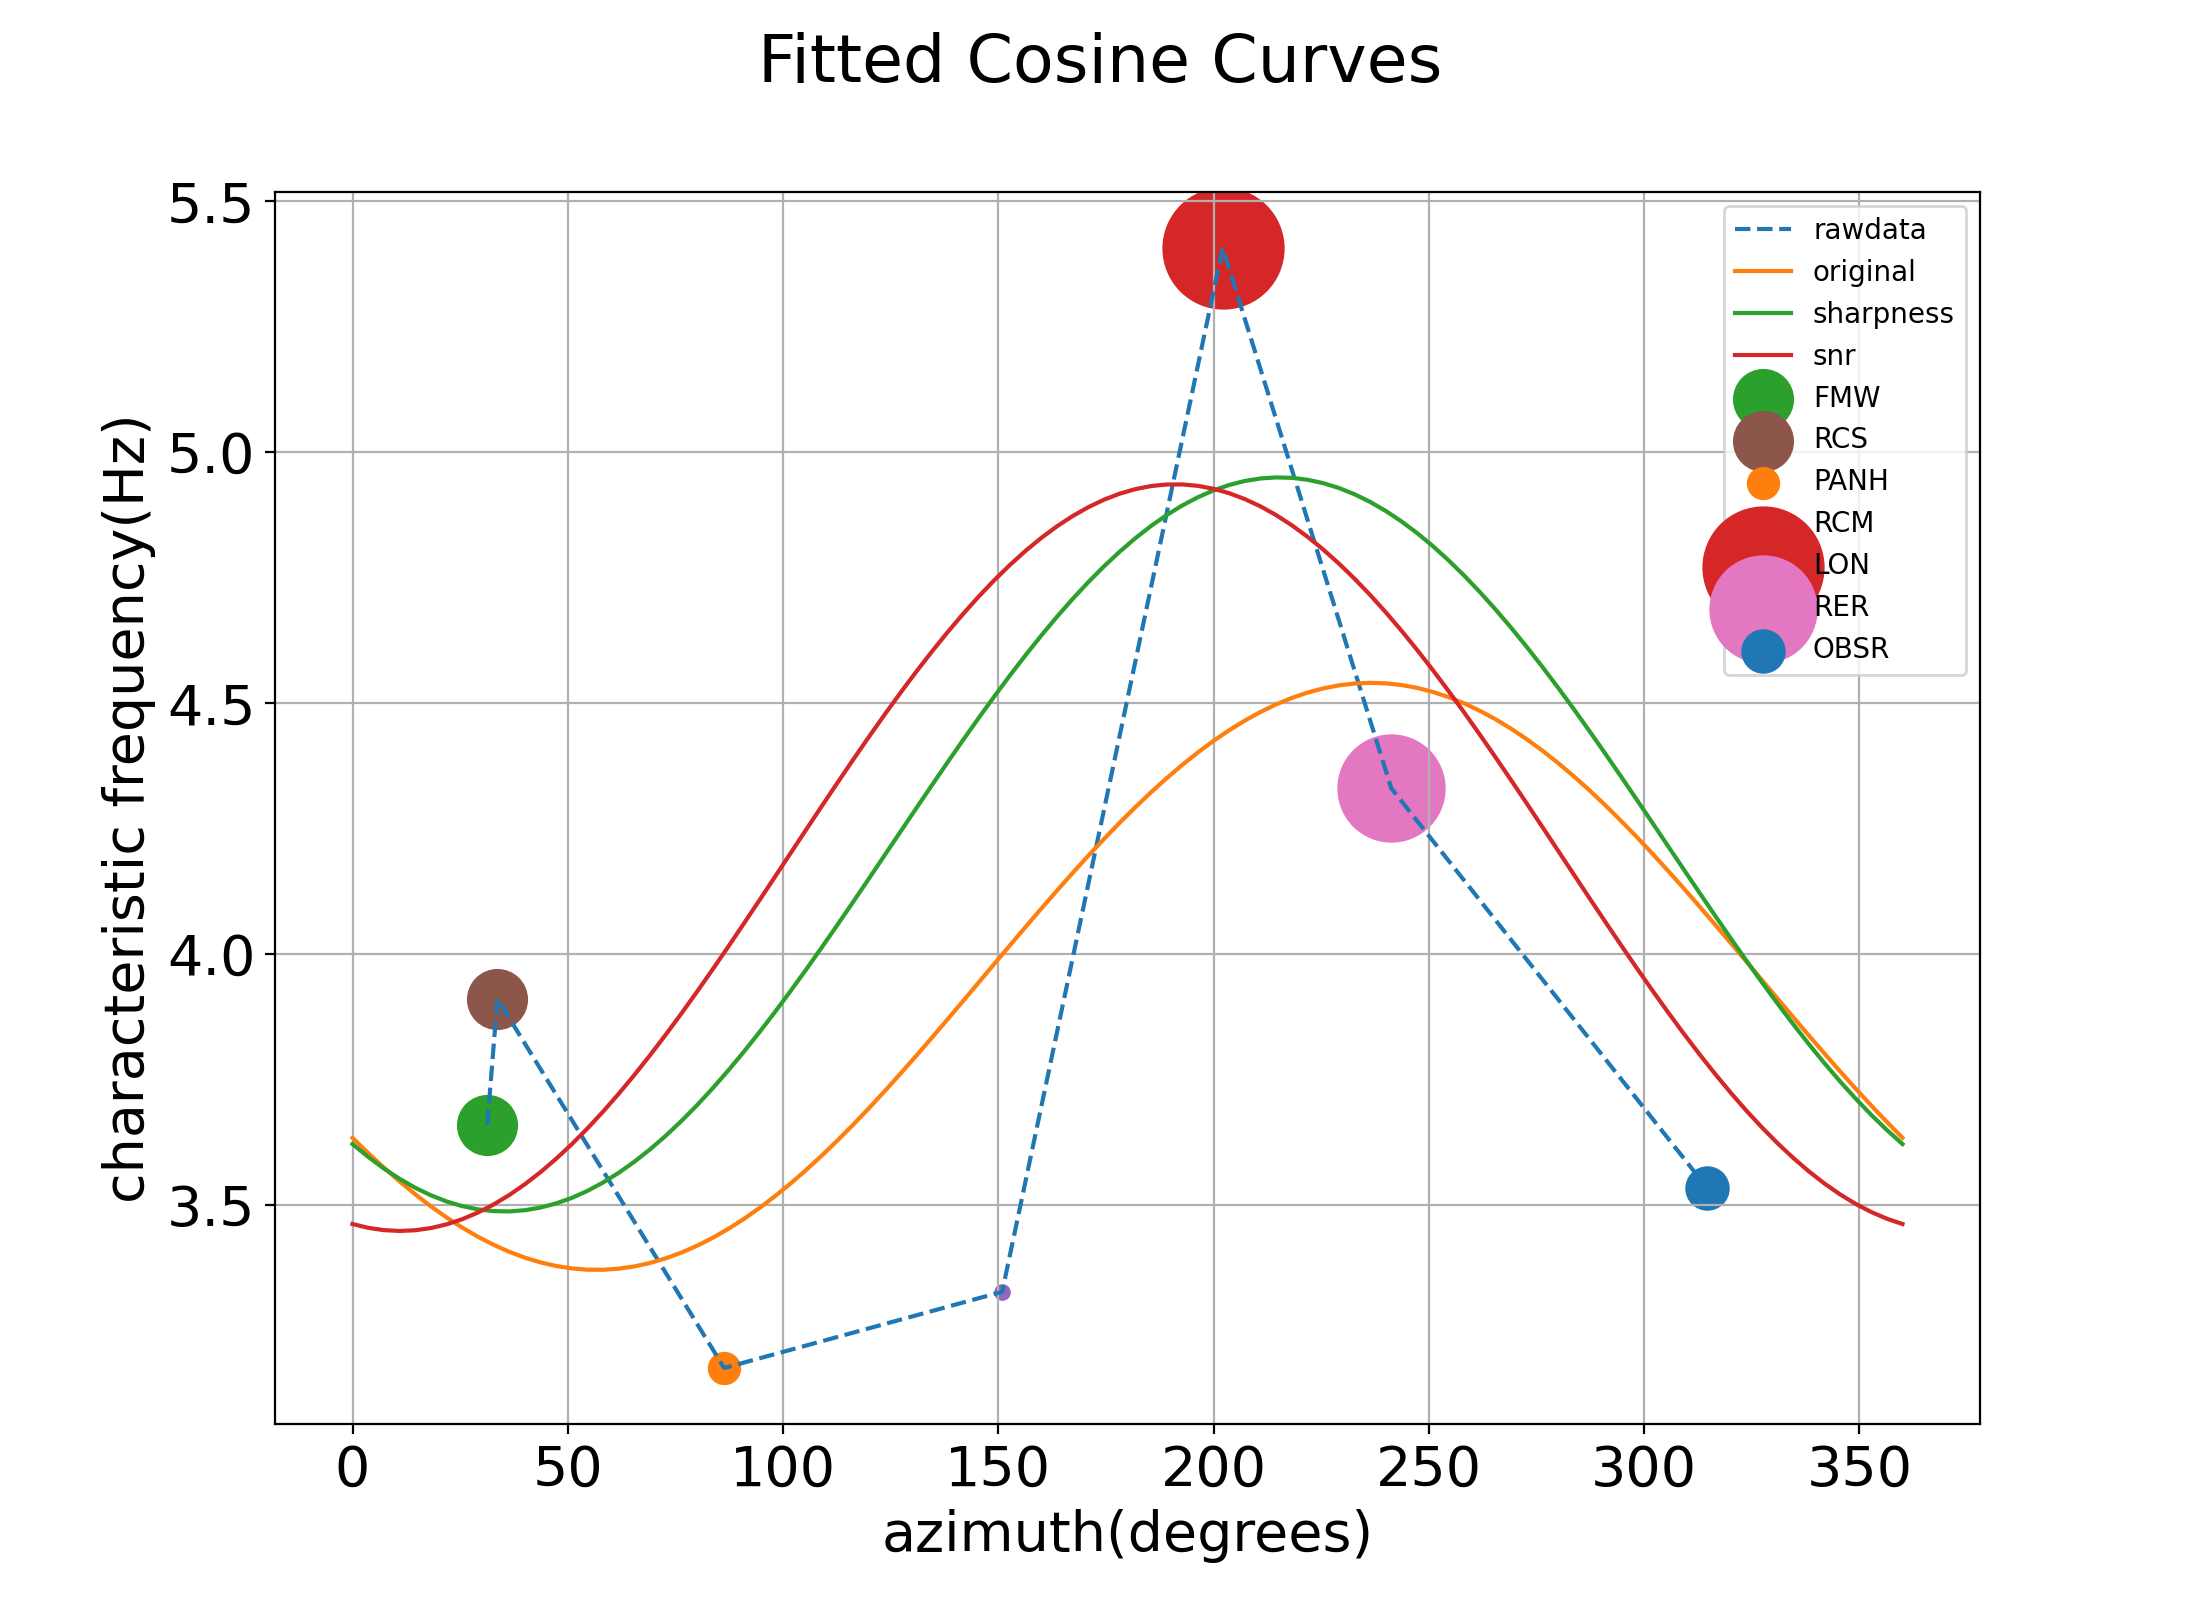 Fitted Cosine Curves
5.5
5.0
4.5
4.0
3.5
characteristic frequency(Hz)
0 50 100 150 200 250 300 350
azimuth(degrees)
rawdata
original
sharpness
snr
FMW
RCS
PANH
RCM
LON
RER
OBSR